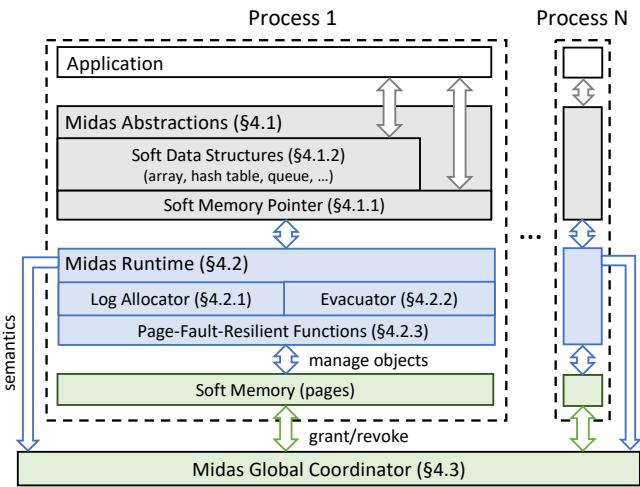 Process 1
Process N
Application
Midas Abstractions (§4.1)
Soft Data Structures (§4.1.2)
(array, hash table, queue, …)
Soft Memory Pointer (§4.1.1)
...
Midas Runtime (§4.2)
Log Allocator (§4.2.1)
Evacuator (§4.2.2)
Page-Fault-Resilient Functions (§4.2.3)
semantics
manage objects
Soft Memory (pages)
grant/revoke
Midas Global Coordinator (§4.3)